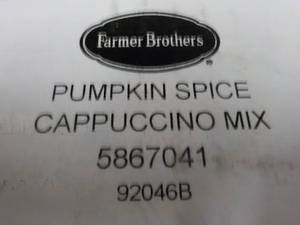 Farmer Brothers
®
PUMPKIN SPICE
CAPPUCCINO MIX
5867041
92046B